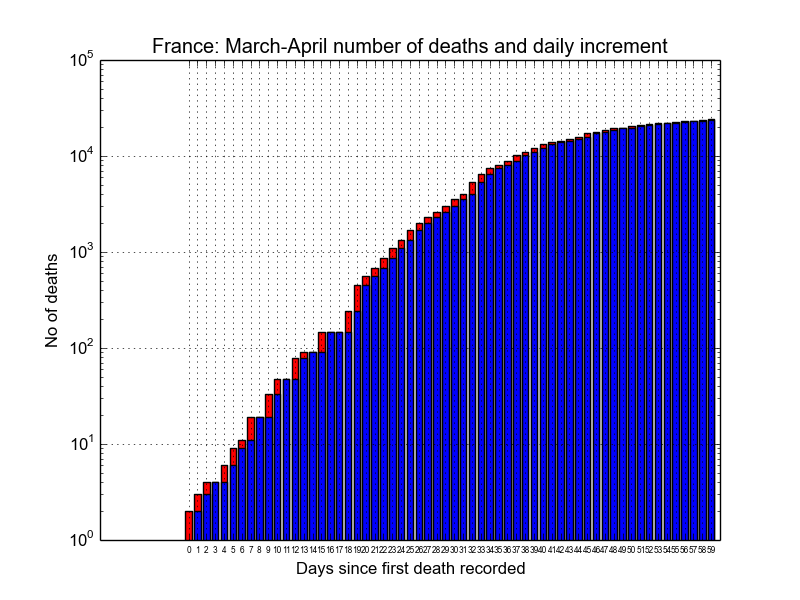 France: March-April number of deaths and daily increment
10^5
10^4
10^3
10^2
10^1
10^0
No of deaths
0 1 2 3 4 5 6 7 8 9 10 11 12 13 14 15 16 17 18 19 20 21 22 23 24 25 26 27 28 29 30 31 32 33 34 35 36 37 38 39 40 41 42 43 44 45 46 47 48 49 50 51 52 53 54 55 56 57 58 59
Days since first death recorded